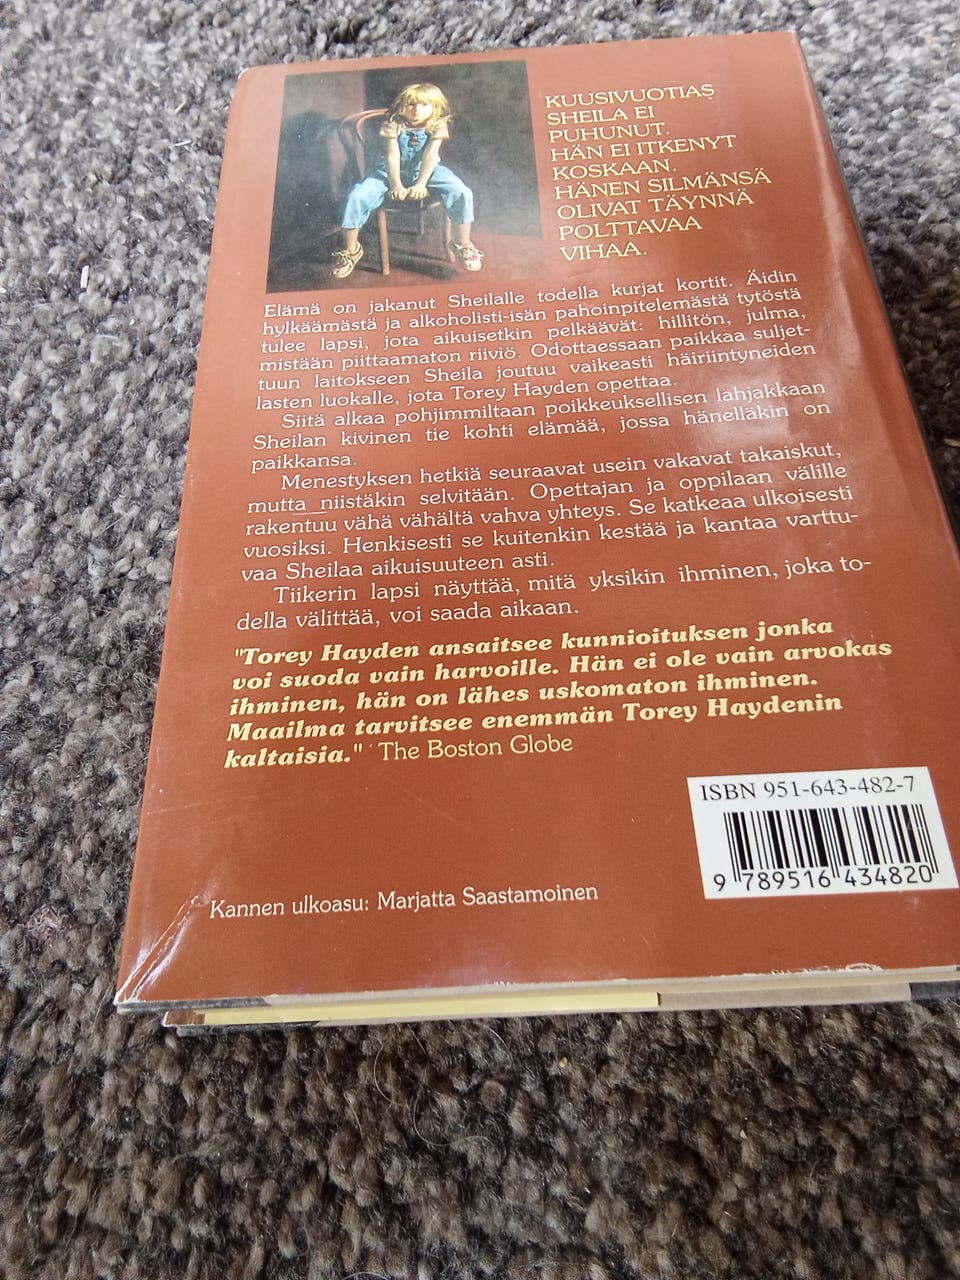 KUUSIVUOTIAS
SHEILA EI
PUHUNUT.
HÄN EI ITKENYT
KOSKAAN.
HÄNEN SILMÄNSÄ
OLIVAT TÄYNNÄ
POLTTAVAA
VIHAA.
Elämä on jakanut Sheilalle todella kurjat kortit. Äidin
hylkäämästä ja alkoholisti-isän pahoinpitelemästä tytöstä
tulee lapsi, jota aikuisetkin pelkäävät: hillitön, julma,
mistään piittaamaton riiviö. Odottaessaan paikkaa suljet-
tuun laitokseen Sheila joutuu vaikeasti häiriintyneiden
lasten luokalle, jota Torey Hayden opettaa.
Siitä alkaa pohjimmiltaan poikkeuksellisen lahjakkaan
Sheilan kivinen tie kohti elämää, jossa hänelläkin on
paikkansa.
Menestyksen hetkiä seuraavat usein vakavat takaiskut,
mutta niistäkin selvitään. Opettajan ja oppilaan välille
rakentuu vähä vähältä vahva yhteys. Se katkeaa ulkoisesti
vuosiksi. Henkisesti se kuitenkin kestää ja kantaa varttu-
vaa Sheilaa aikuisuuteen asti.
Tiikerin lapsi näyttää, mitä yksikin ihminen, joka to-
della välittää, voi saada aikaan.
"Torey Hayden ansaitsee kunnioituksen jonka
voi suoda vain harvoille. Hän ei ole vain arvokas
ihminen, hän on lähes uskomaton ihminen.
Maailma tarvitsee enemmän Torey Haydenin
kaltaisia." The Boston Globe
ISBN 951-643-482-7
9 789516 434820
Kannen ulkoasu: Marjatta Saastamoinen